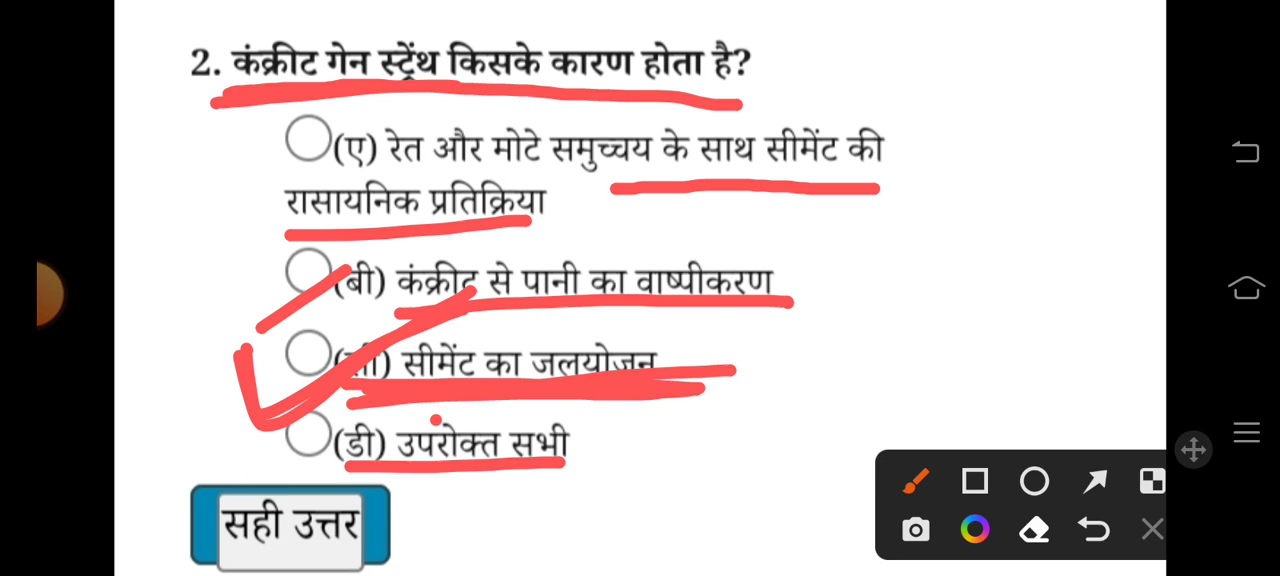 2. कंक्रीट गेन स्ट्रेंथ किसके कारण होता है?
(ए) रेत और मोटे समुच्चय के साथ सीमेंट की
रासायनिक प्रतिक्रिया
(बी) कंक्रीट से पानी का वाष्पीकरण
(सी) सीमेंट का जलयोजन
(डी) उपरोक्त सभी
सही उत्तर